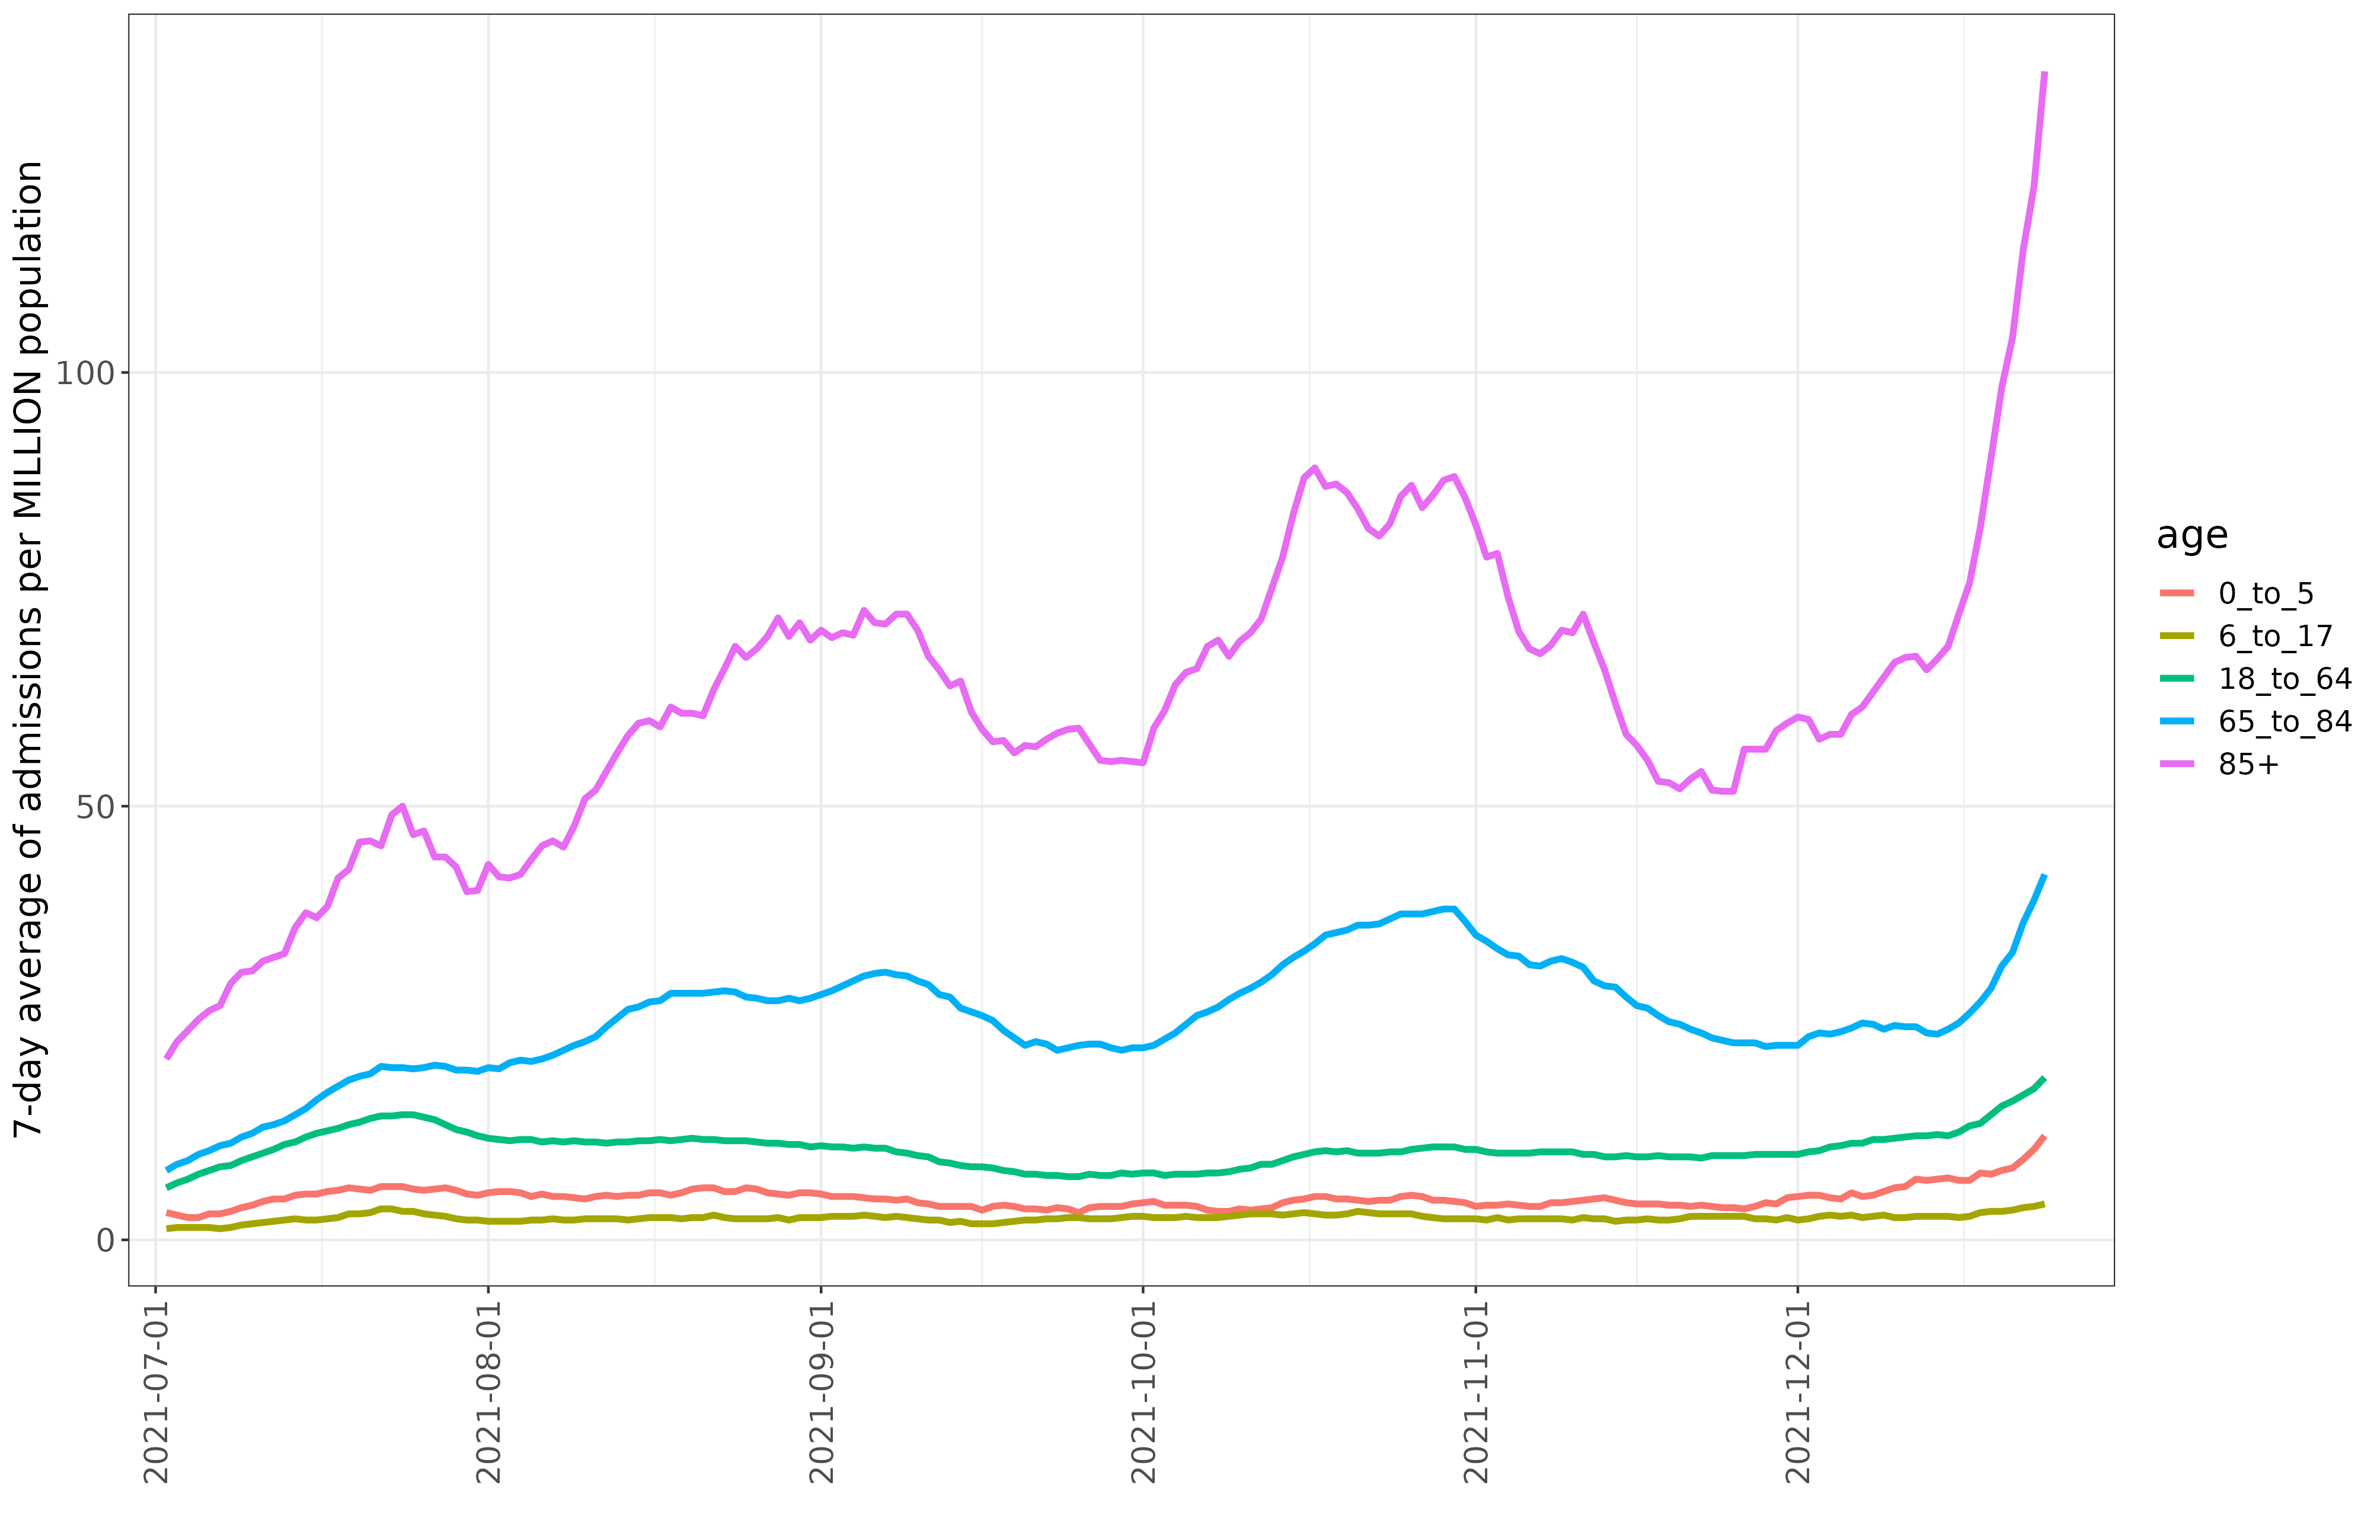 7-day average of admissions per MILLION population
100
50
0
2021-07-01
2021-08-01
2021-09-01
2021-10-01
2021-11-01
2021-12-01
age
0_to_5
6_to_17
18_to_64
65_to_84
85+